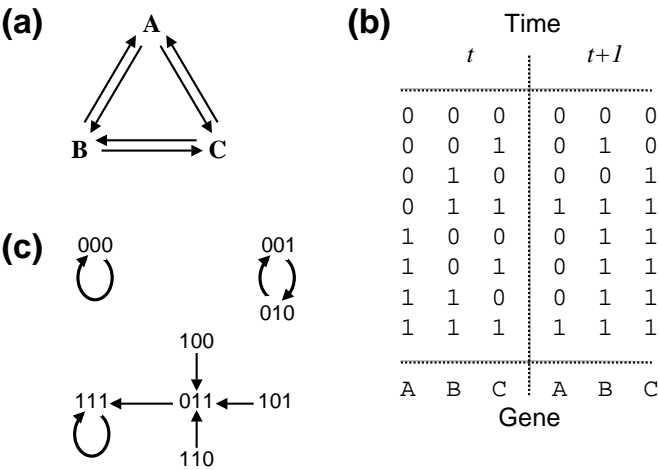 (a)
A
B C
(b)
Time
t t+1
0 0 0 0 0 0
0 0 1 0 1 0
0 1 0 0 0 1
0 1 1 1 1 1
1 0 0 0 1 1
1 0 1 0 1 1
1 1 0 0 1 1
1 1 1 1 1 1
A B C A B C
Gene
(c)
000 001
010
100
111 011 101
110